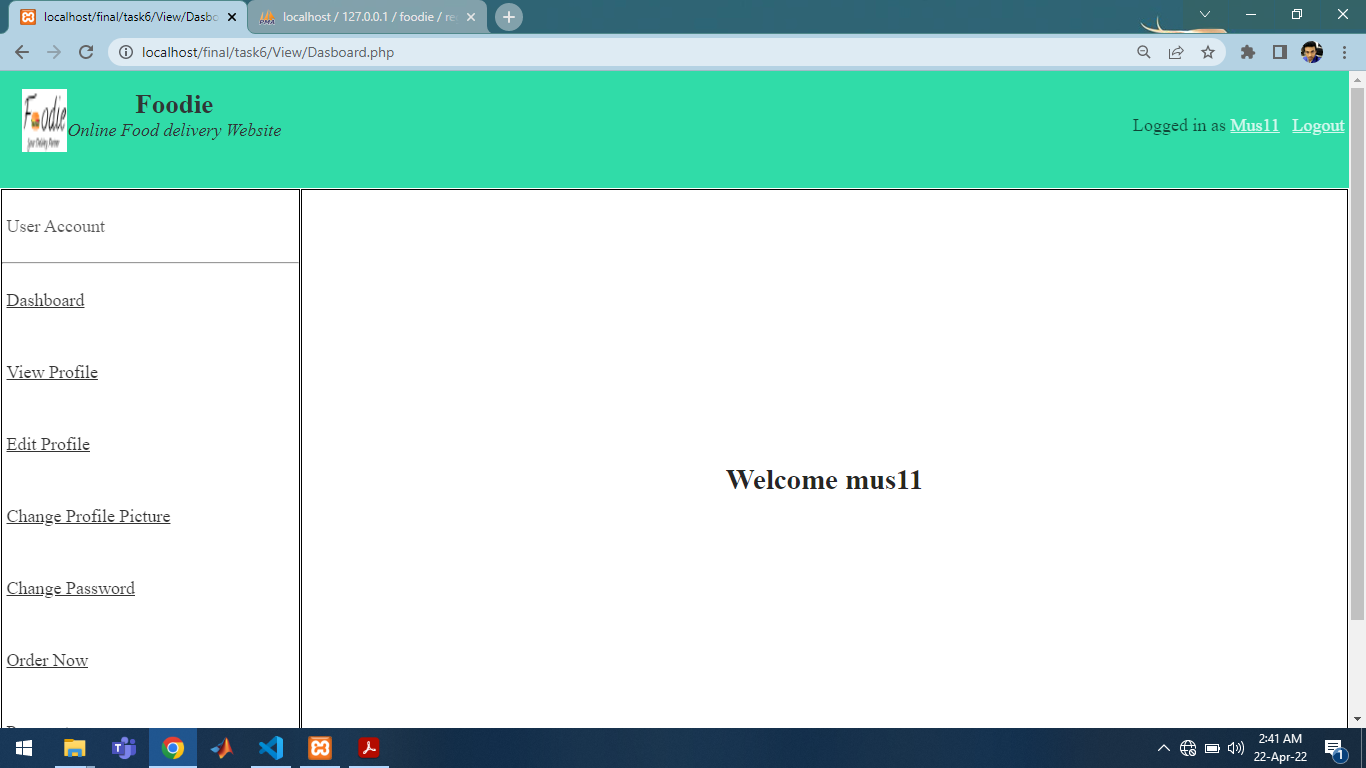 localhost/final/task6/View/Dasbo
localhost / 127.0.0.1 / foodie / re
localhost/final/task6/View/Dasboard.php
Foodie
Foodie
Online Food delivery Website
Logged in as Mus11 Logout
User Account
Dashboard
View Profile
Edit Profile
Change Profile Picture
Change Password
Order Now
Welcome mus11
2:41 AM
22-Apr-22
1